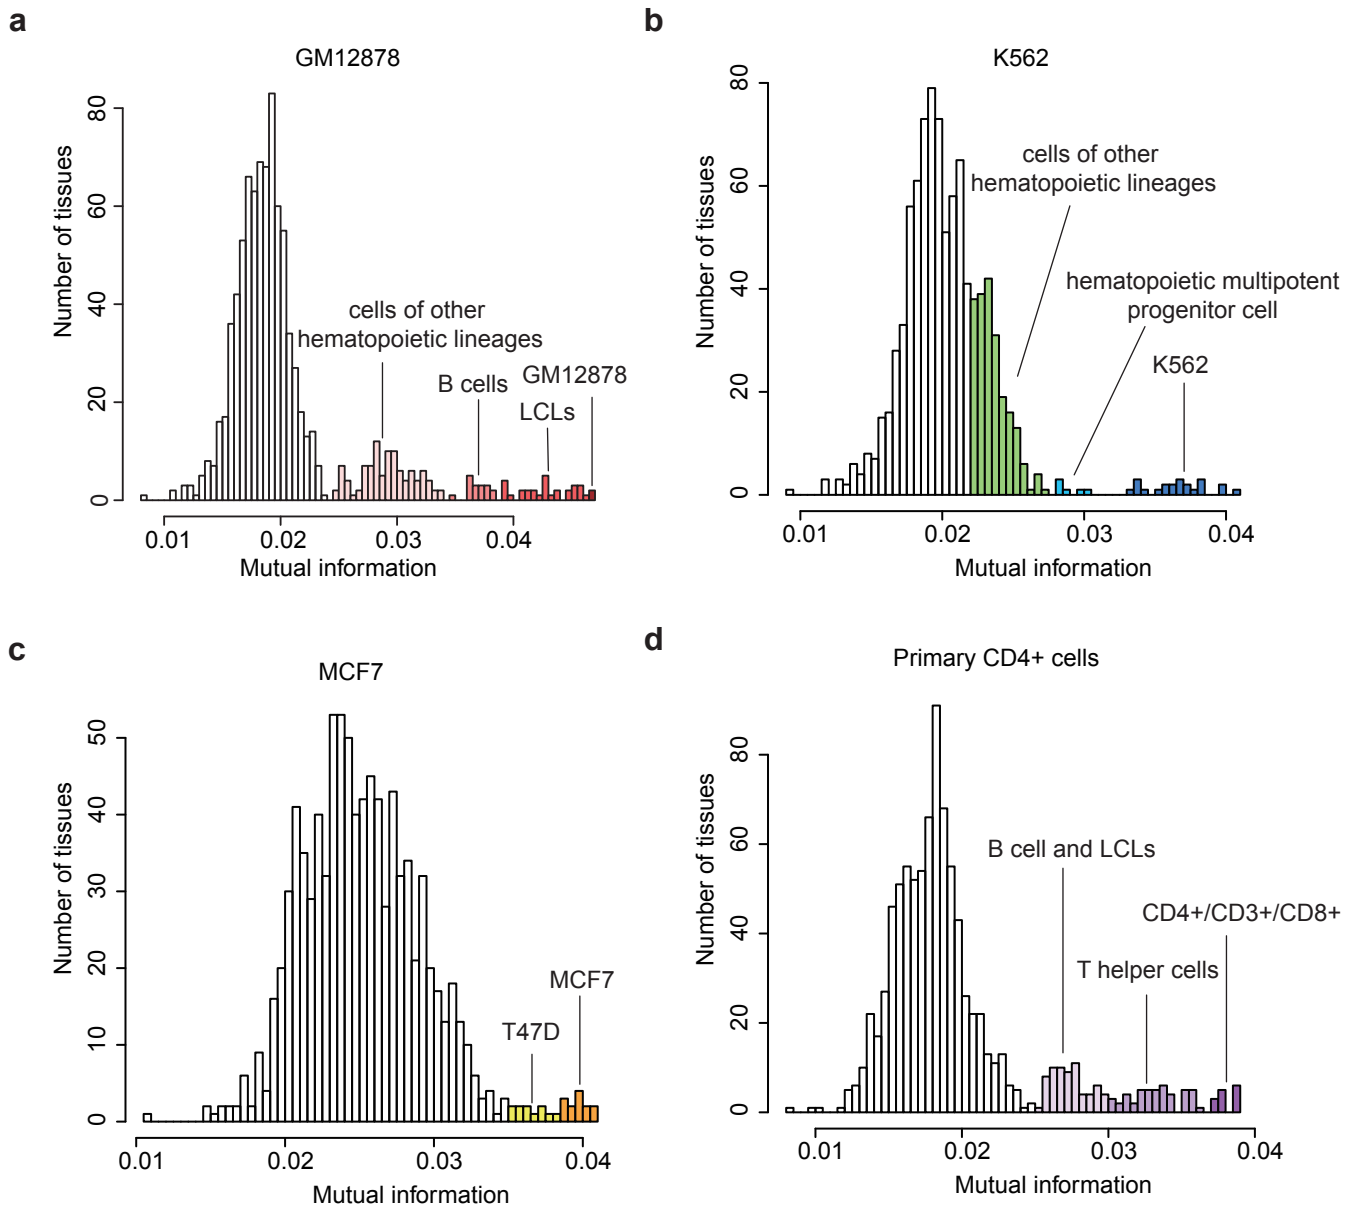 a
GM12878
Number of tissues
0
20
40
60
80
cells of other
hematopoietic lineages
B cells
GM12878
LCLs
0.01
0.02
0.03
0.04
Mutual information
b
K562
Number of tissues
0
20
40
60
80
cells of other
hematopoietic lineages
hematopoietic multipotent
progenitor cell
K562
0.01
0.02
0.03
0.04
Mutual information
c
MCF7
Number of tissues
0
10
20
30
40
50
MCF7
T47D
0.01
0.02
0.03
0.04
Mutual information
d
Primary CD4+ cells
Number of tissues
0
20
40
60
80
B cell and LCLs
CD4+/CD3+/CD8+
T helper cells
0.01
0.02
0.03
0.04
Mutual information